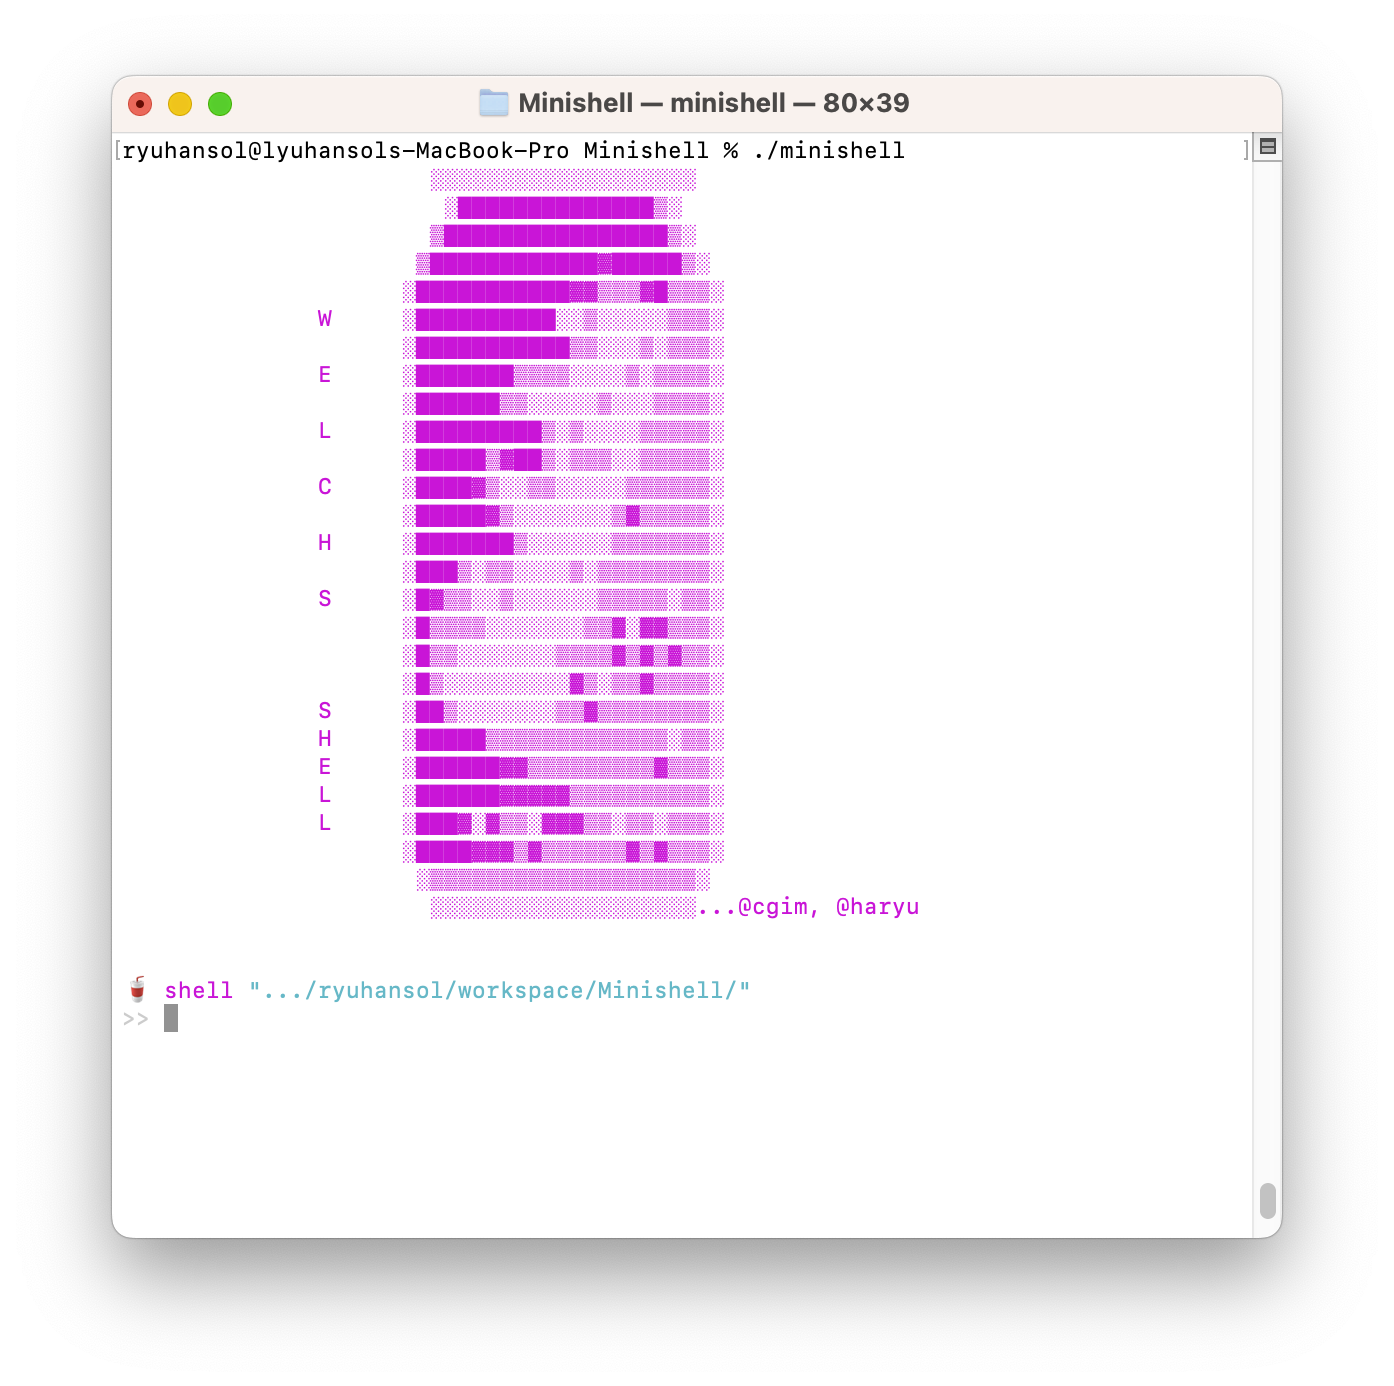 Minishell — minishell — 80×39
[ryuhansol@lyuhansols-MacBook-Pro Minishell % ./minishell ]
W
E
L
C
H
S
S
H
E
L
L
...@cgim, @haryu
shell ".../ryuhansol/workspace/Minishell/"
>>